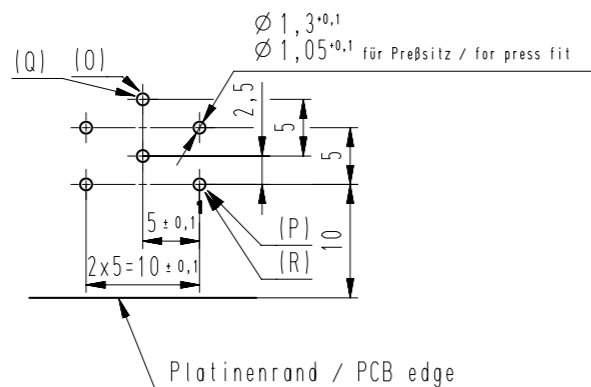 Ø 1,3+0,1
Ø 1,05+0,1 für Preßsitz / for press fit
(Q) (O)
2,5
5
5
1
5 ± 0,1
(P)
10
2x5=10 ± 0,1
(R)
Platinenrand / PCB edge